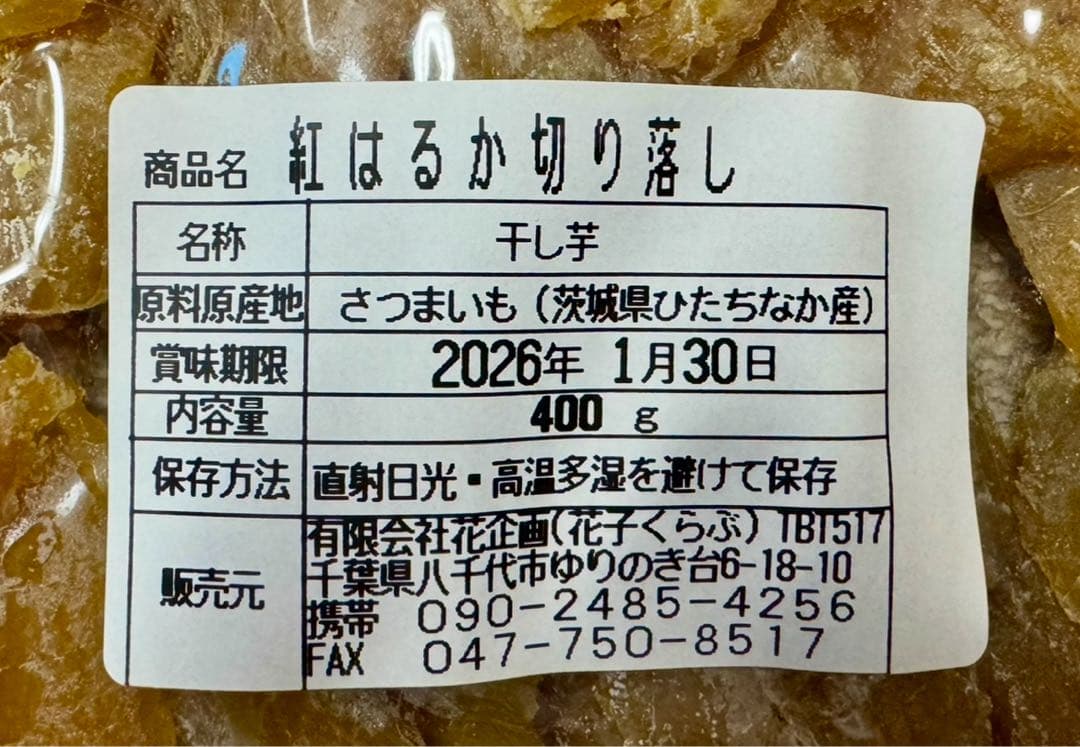 商品名 紅はるか切り落し
名称 干し芋
原料原産地 さつまいも（茨城県ひたちなか産）
賞味期限 2026年 1月30日
内容量 400 g
保存方法 直射日光・高温多湿を避けて保存
販売元 有限会社花企画(花子くらぶ) TBT517
千葉県八千代市ゆりのき台6-18-10
携帯 090-2485-4256
FAX 047-750-8517